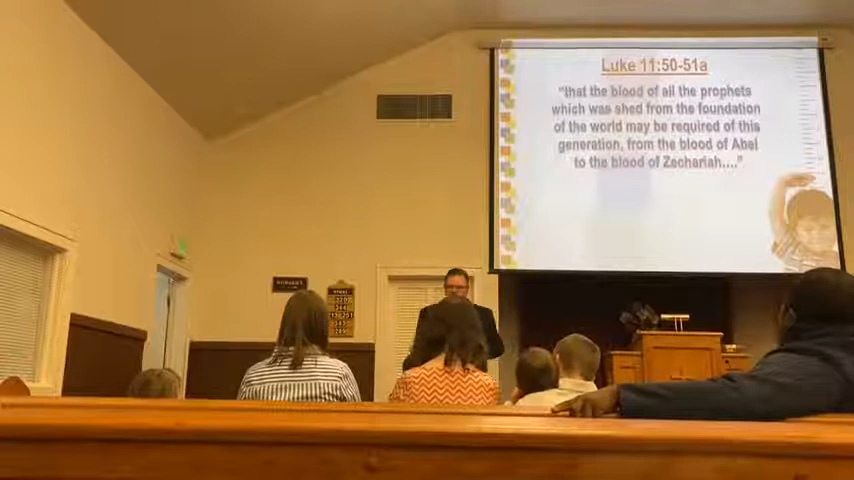 Luke 11:50-51a
"that the blood of all the prophets
which was shed from the foundation
of the world may be required of this
generation, from the blood of Abel
to the blood of Zechariah...."